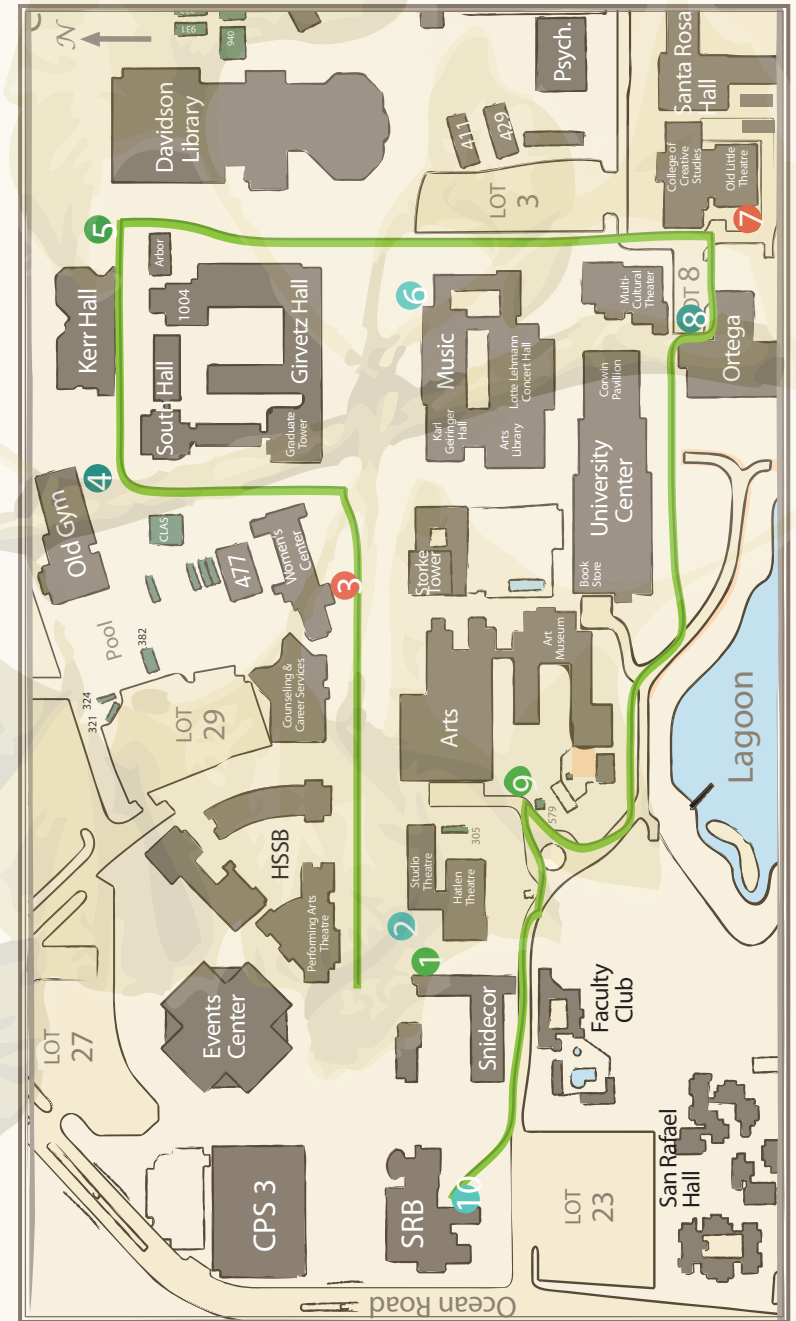 N
931
940
Davidson
Library
Psych.
Santa Rosa
Hall
411
429
College of
Creative
Studies
Old Little
Theatre
LOT
3
7
5
Arbor
Kerr Hall
1004
Girvetz Hall
South Hall
Graduate
Tower
6
Multi-
Cultural
Theater
LOT 8
8
Ortega
Music
Karl
Geiringer
Hall
Lotte Lehmann
Concert Hall
Arts
Library
Corwin
Pavilion
University
Center
Book
Store
4
Old Gym
CLAS
477
Women's
Center
3
Storke
Tower
Pool
382
324
321
LOT
29
Counseling &
Career Services
Arts
Art
Museum
Lagoon
9
579
305
HSSB
Studio
Theatre
Hatlen
Theatre
2
1
Performing Arts
Theatre
Events
Center
LOT
27
Snidecor
Faculty
Club
CPS 3
SRB
10
LOT
23
San Rafael
Hall
Ocean Road